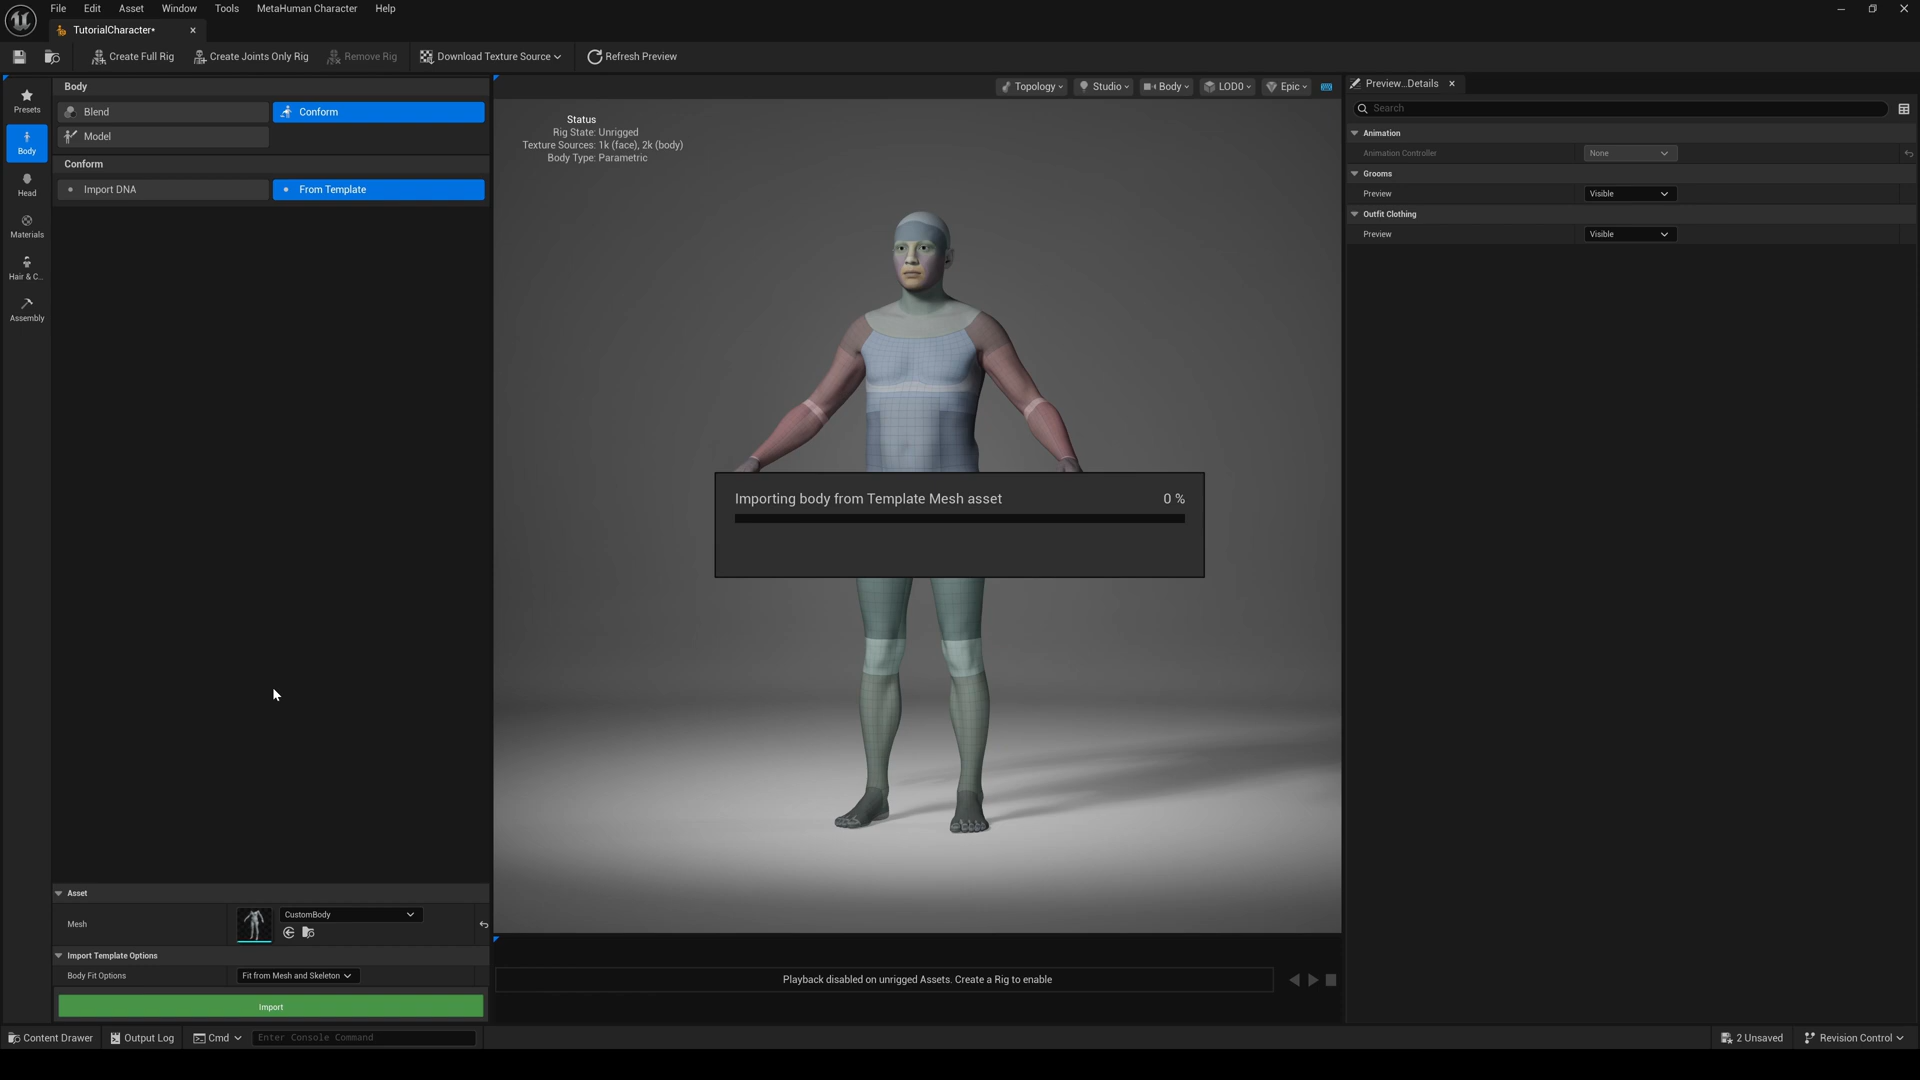 File
Edit
Asset
Window
Tools
MetaHuman Character
Help
TutorialCharacter*
Create Full Rig
Create Joints Only Rig
Remove Rig
Download Texture Source
Refresh Preview
Presets
Body
Head
Materials
Hair & C...
Assembly
Body
Blend
Conform
Model
Conform
Import DNA
From Template
Asset
Mesh
CustomBody
Import Template Options
Body Fit Options
Fit from Mesh and Skeleton
Import
Topology
Studio
Body
LOD0
Epic
Status
Rig State: Unrigged
Texture Sources: 1k (face), 2k (body)
Body Type: Parametric
Importing body from Template Mesh asset
0 %
Playback disabled on unrigged Assets. Create a Rig to enable
Preview...Details
Search
Animation
Animation Controller
None
Grooms
Preview
Visible
Outfit Clothing
Preview
Visible
Content Drawer
Output Log
Cmd
Enter Console Command
2 Unsaved
Revision Control